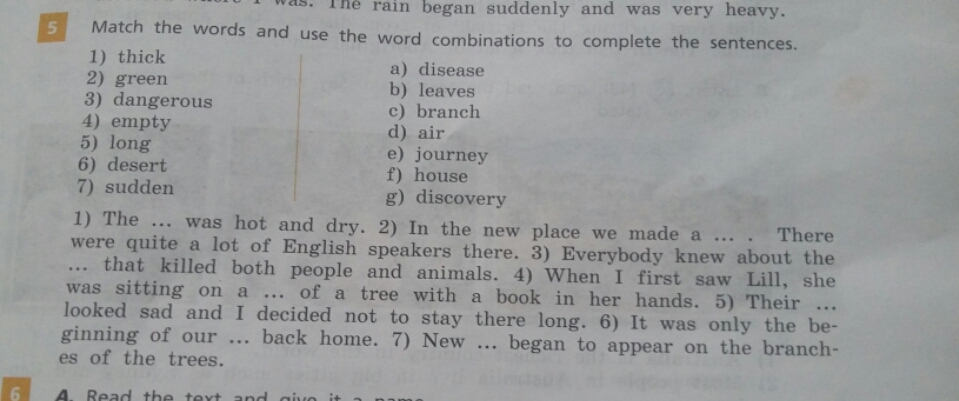 The rain began suddenly and was very heavy.
5 Match the words and use the word combinations to complete the sentences.
1) thick
2) green
3) dangerous
4) empty
5) long
6) desert
7) sudden
a) disease
b) leaves
c) branch
d) air
e) journey
f) house
g) discovery
1) The ... was hot and dry. 2) In the new place we made a ... . There
were quite a lot of English speakers there. 3) Everybody knew about the
... that killed both people and animals. 4) When I first saw Lill, she
was sitting on a ... of a tree with a book in her hands. 5) Their ...
looked sad and I decided not to stay there long. 6) It was only the be-
ginning of our ... back home. 7) New ... began to appear on the branch-
es of the trees.
6 A. Read the text and give it a name.